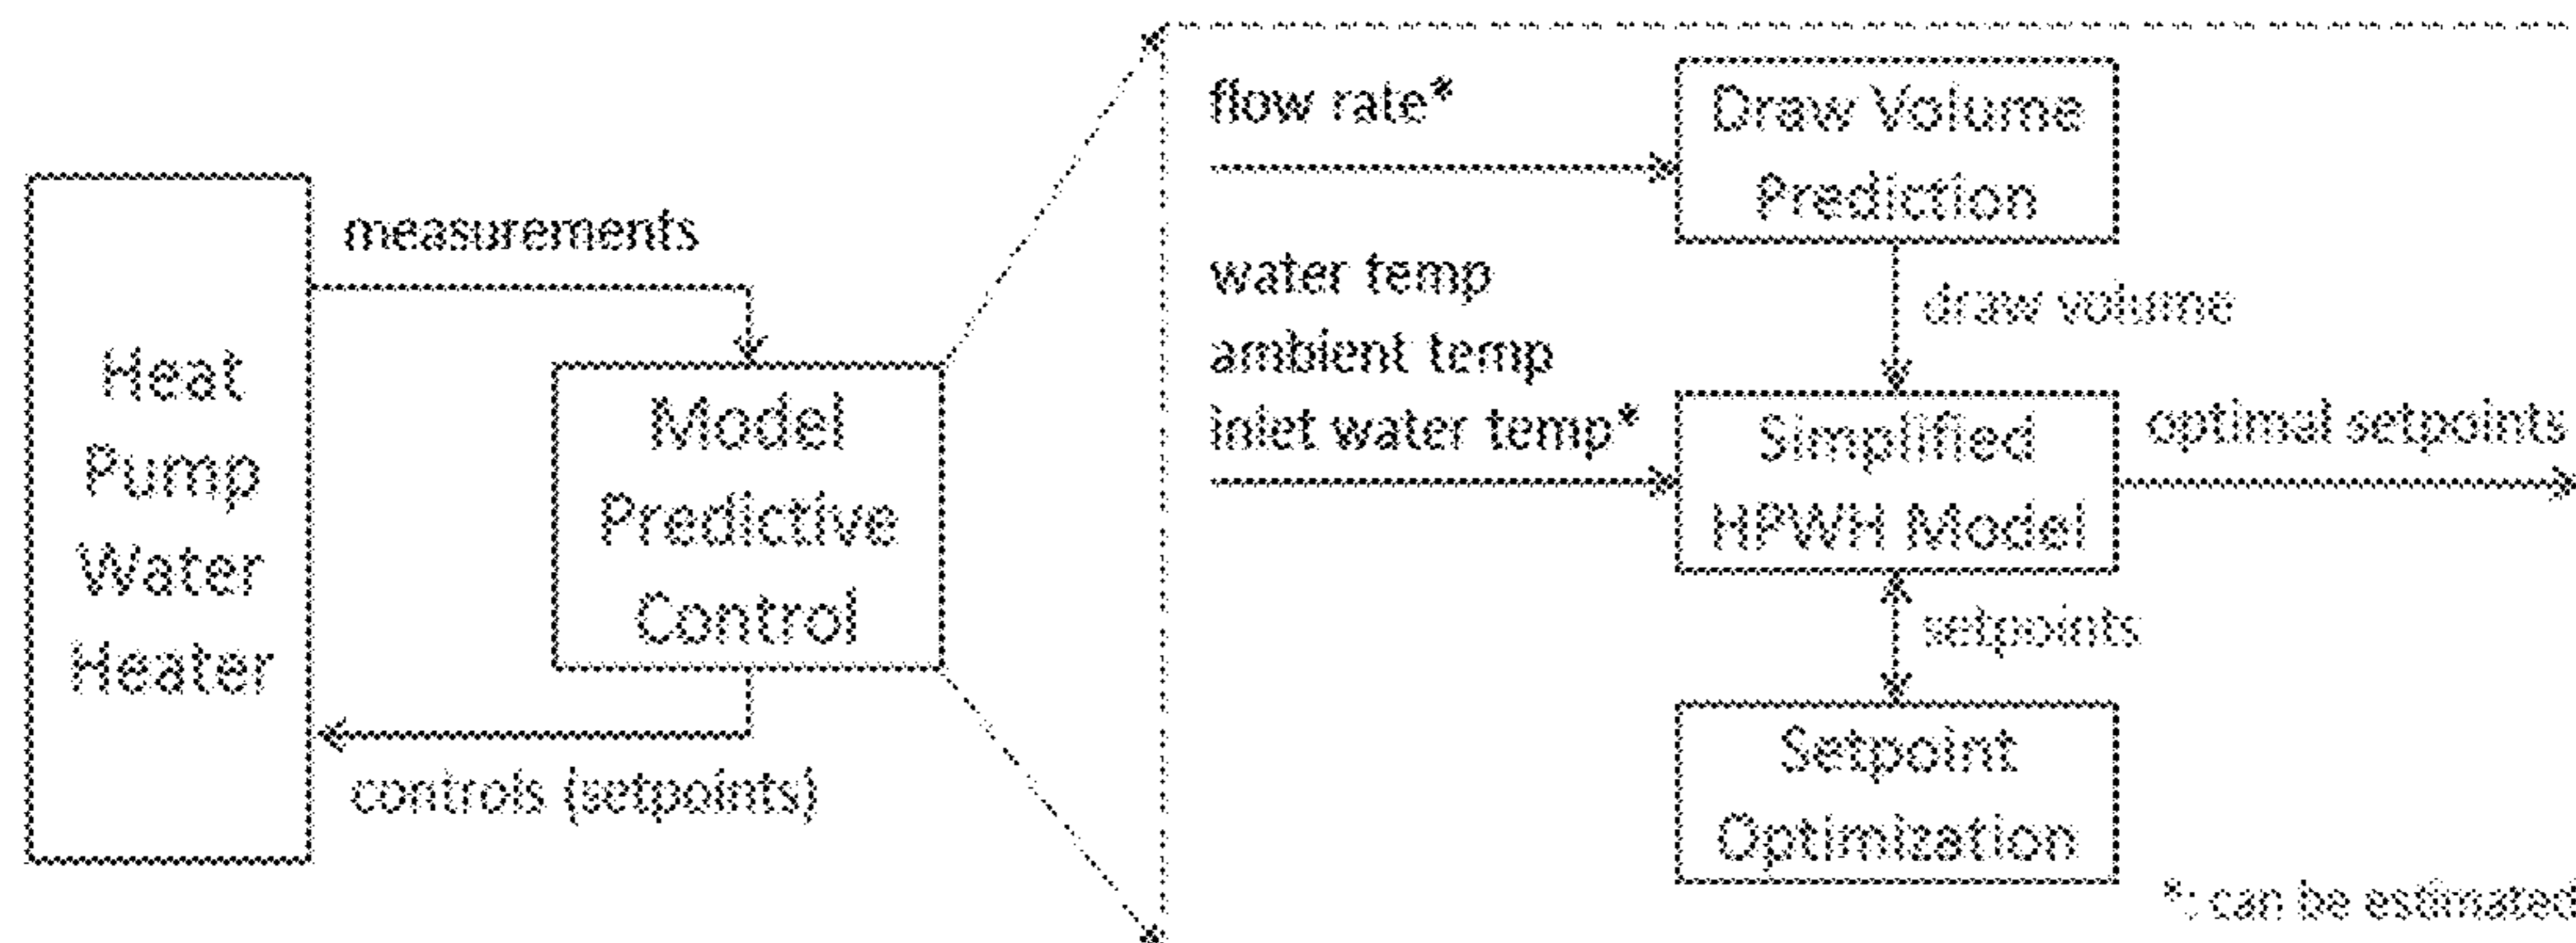 Heat
Pump
Water
Heater
measurements
Model
Predictive
Control
controls (setpoints)
flow rate*
Draw Volume
Prediction
water temp
ambient temp
inlet water temp*
draw volume
Simplified
HPWH Model
optimal setpoints
setpoints
Setpoint
Optimization
*: can be estimated